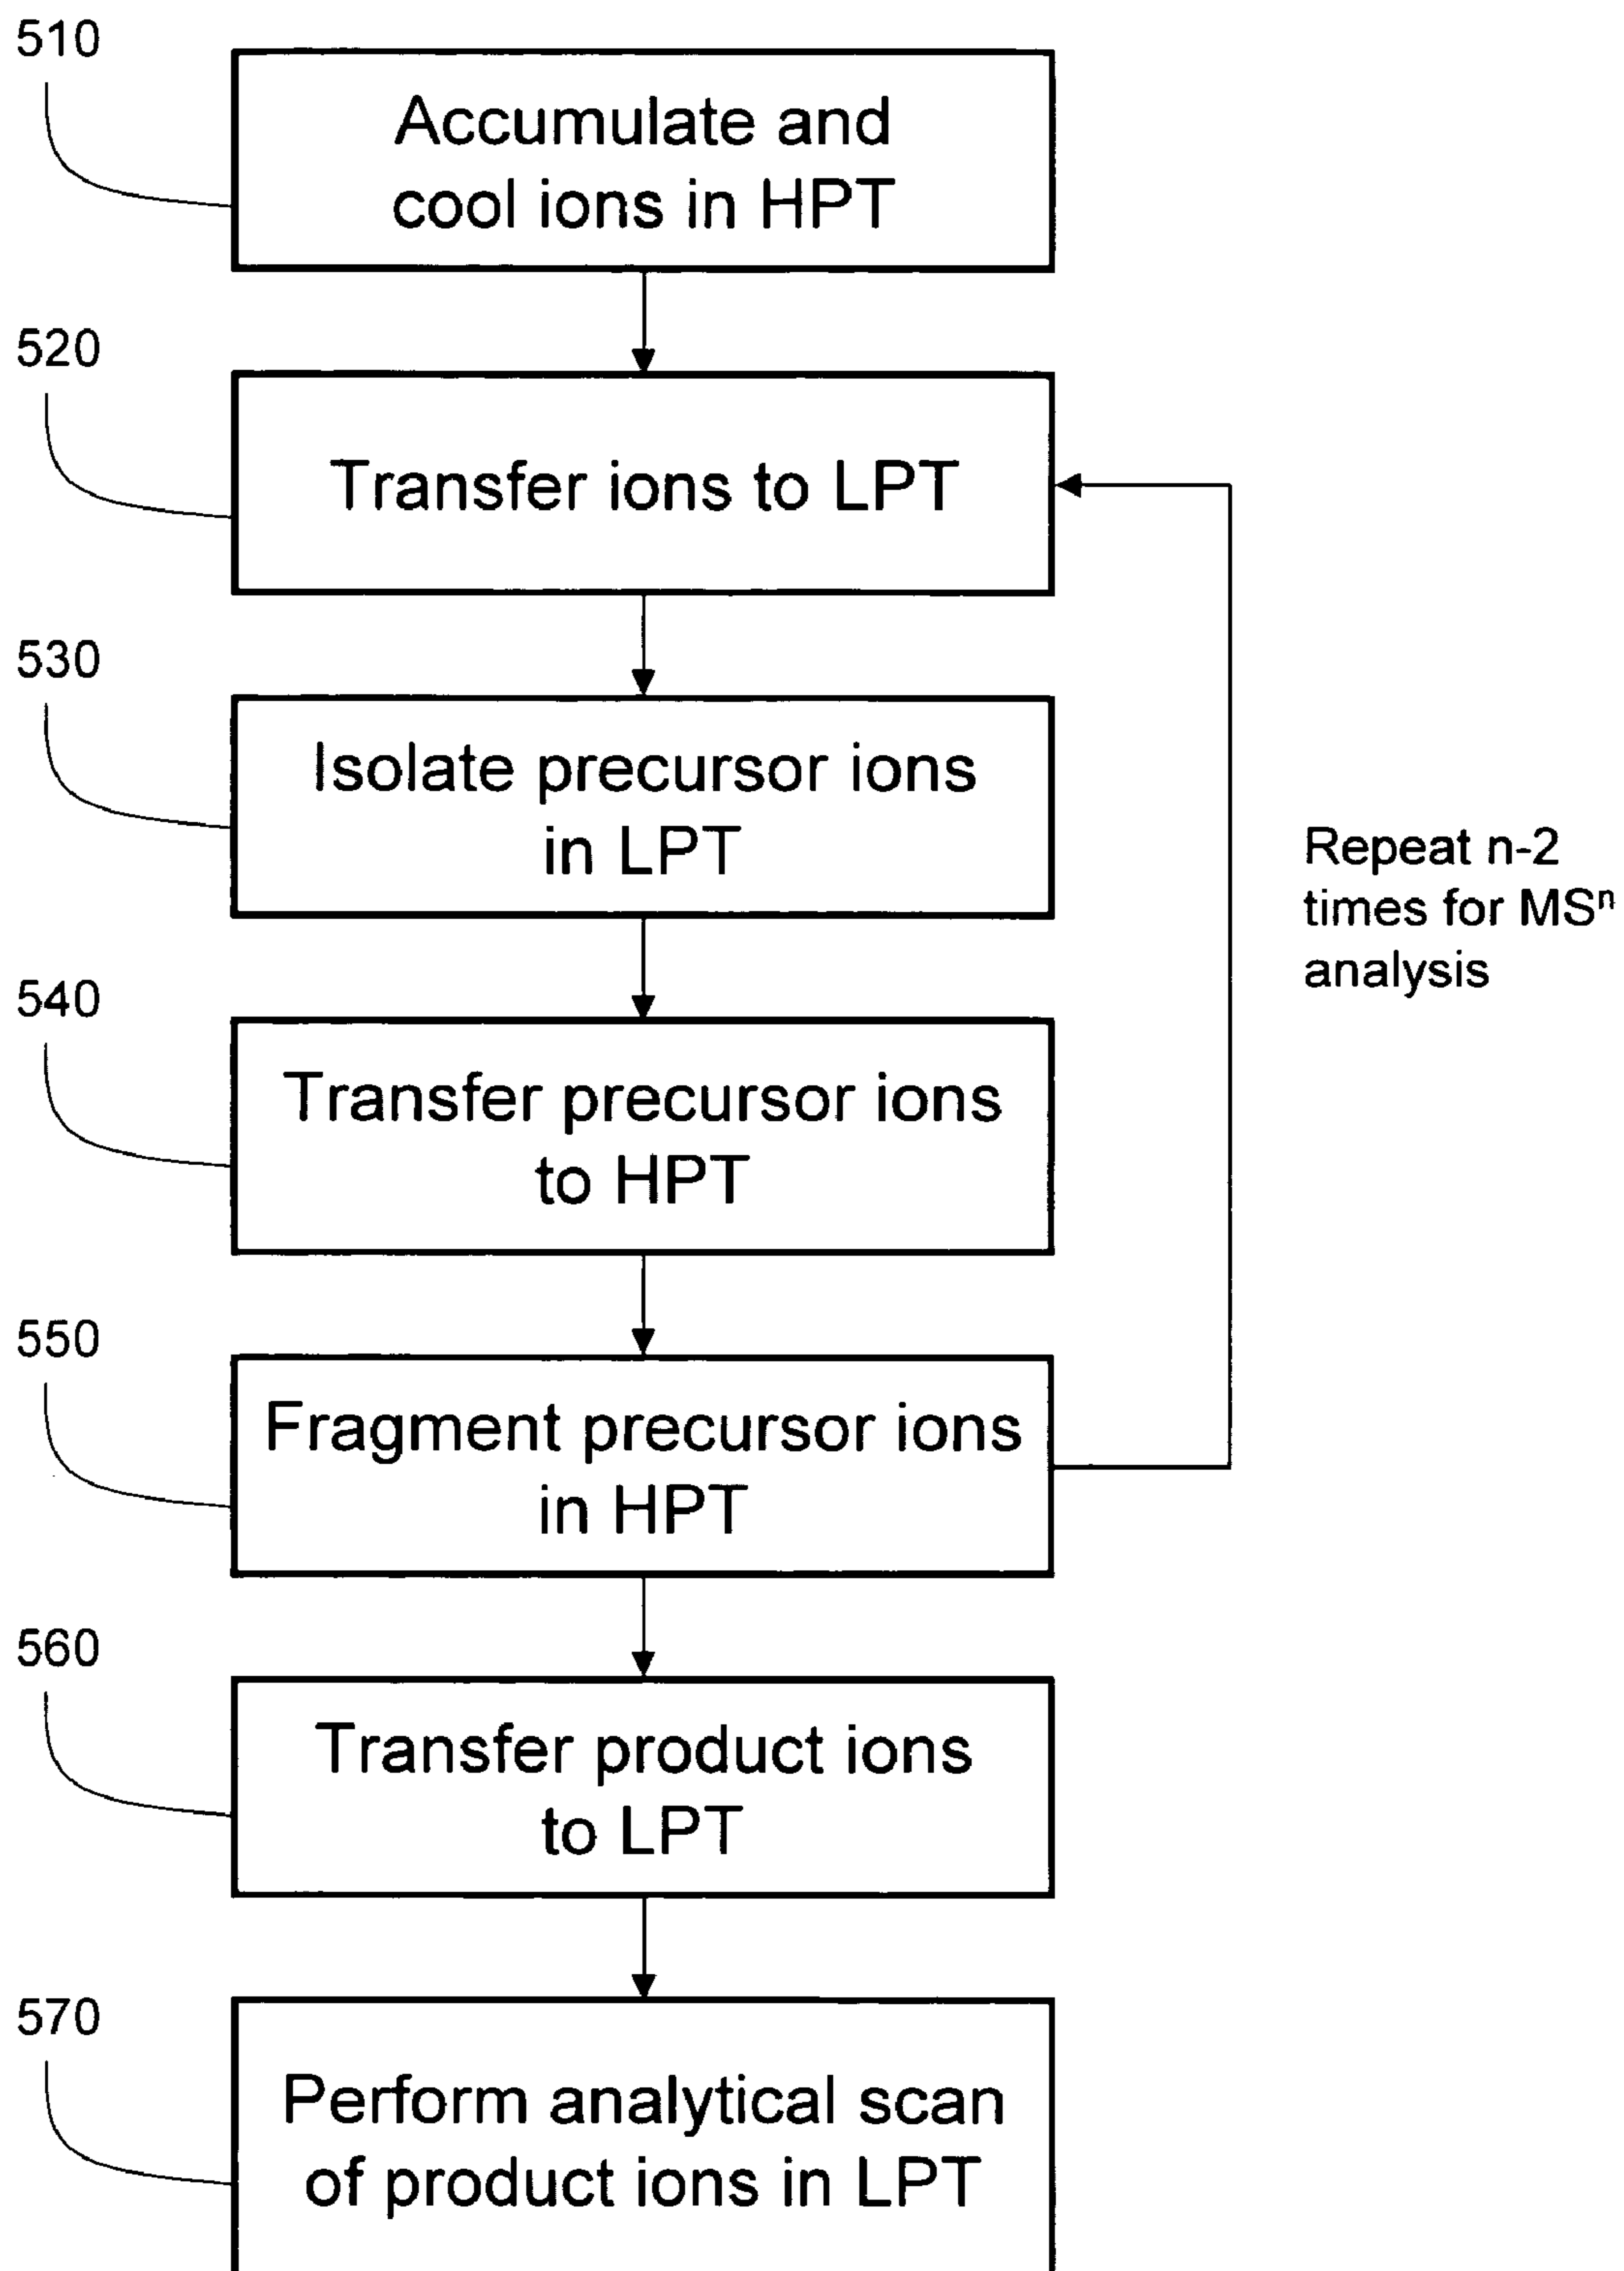 510
Accumulate and
cool ions in HPT
520
Transfer ions to LPT
530
Isolate precursor ions
in LPT
Repeat n-2
times for MSⁿ
analysis
540
Transfer precursor ions
to HPT
550
Fragment precursor ions
in HPT
560
Transfer product ions
to LPT
570
Perform analytical scan
of product ions in LPT